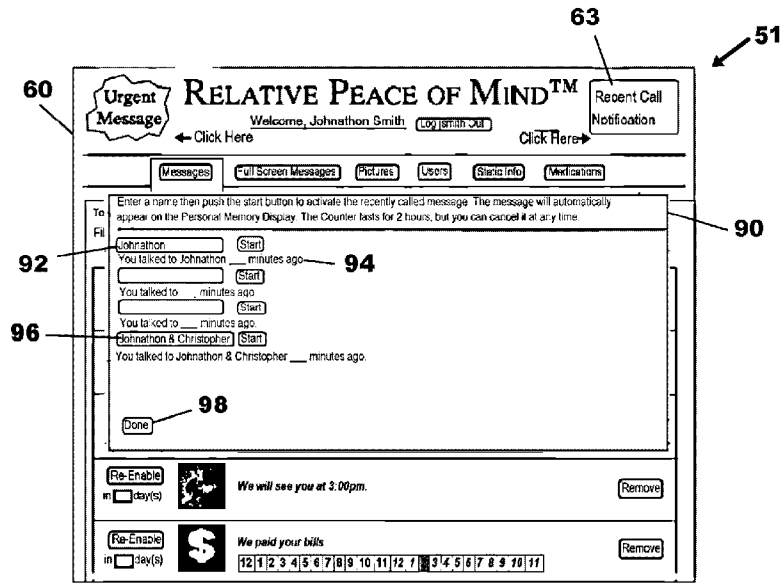 63
51
60
Urgent
Message
RELATIVE PEACE OF MIND™
Recent Call
Notification
Welcome, Johnathon Smith
Log jsmith Out
Click Here
Click Here
Messages
Full Screen Messages
Pictures
Users
Static Info
Medications
To
Fil
Enter a name then push the start button to activate the recently called message. The message will automatically
appear on the Personal Memory Display. The Counter lasts for 2 hours, but you can cancel it at any time.
90
92
Johnathon
Start
You talked to Johnathon ___ minutes ago
94
Start
You talked to ___ minutes ago
Start
You talked to ___ minutes ago.
96
Johnathon & Christopher
Start
You talked to Johnathon & Christopher ___ minutes ago.
98
Done
Re-Enable
in day(s)
We will see you at 3:00pm.
Remove
Re-Enable
in day(s)
$
We paid your bills
12 1 2 3 4 5 6 7 8 9 10 11 12 1 2 3 4 5 6 7 8 9 10 11
Remove